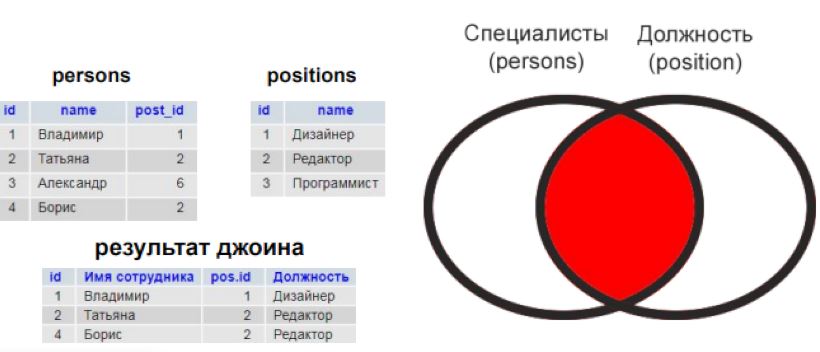 Специалисты Должность
(persons) (position)
persons
id name post_id
1 Владимир 1
2 Татьяна 2
3 Александр 6
4 Борис 2
positions
id name
1 Дизайнер
2 Редактор
3 Программист
результат джоина
id Имя сотрудника pos.id Должность
1 Владимир 1 Дизайнер
2 Татьяна 2 Редактор
4 Борис 2 Редактор